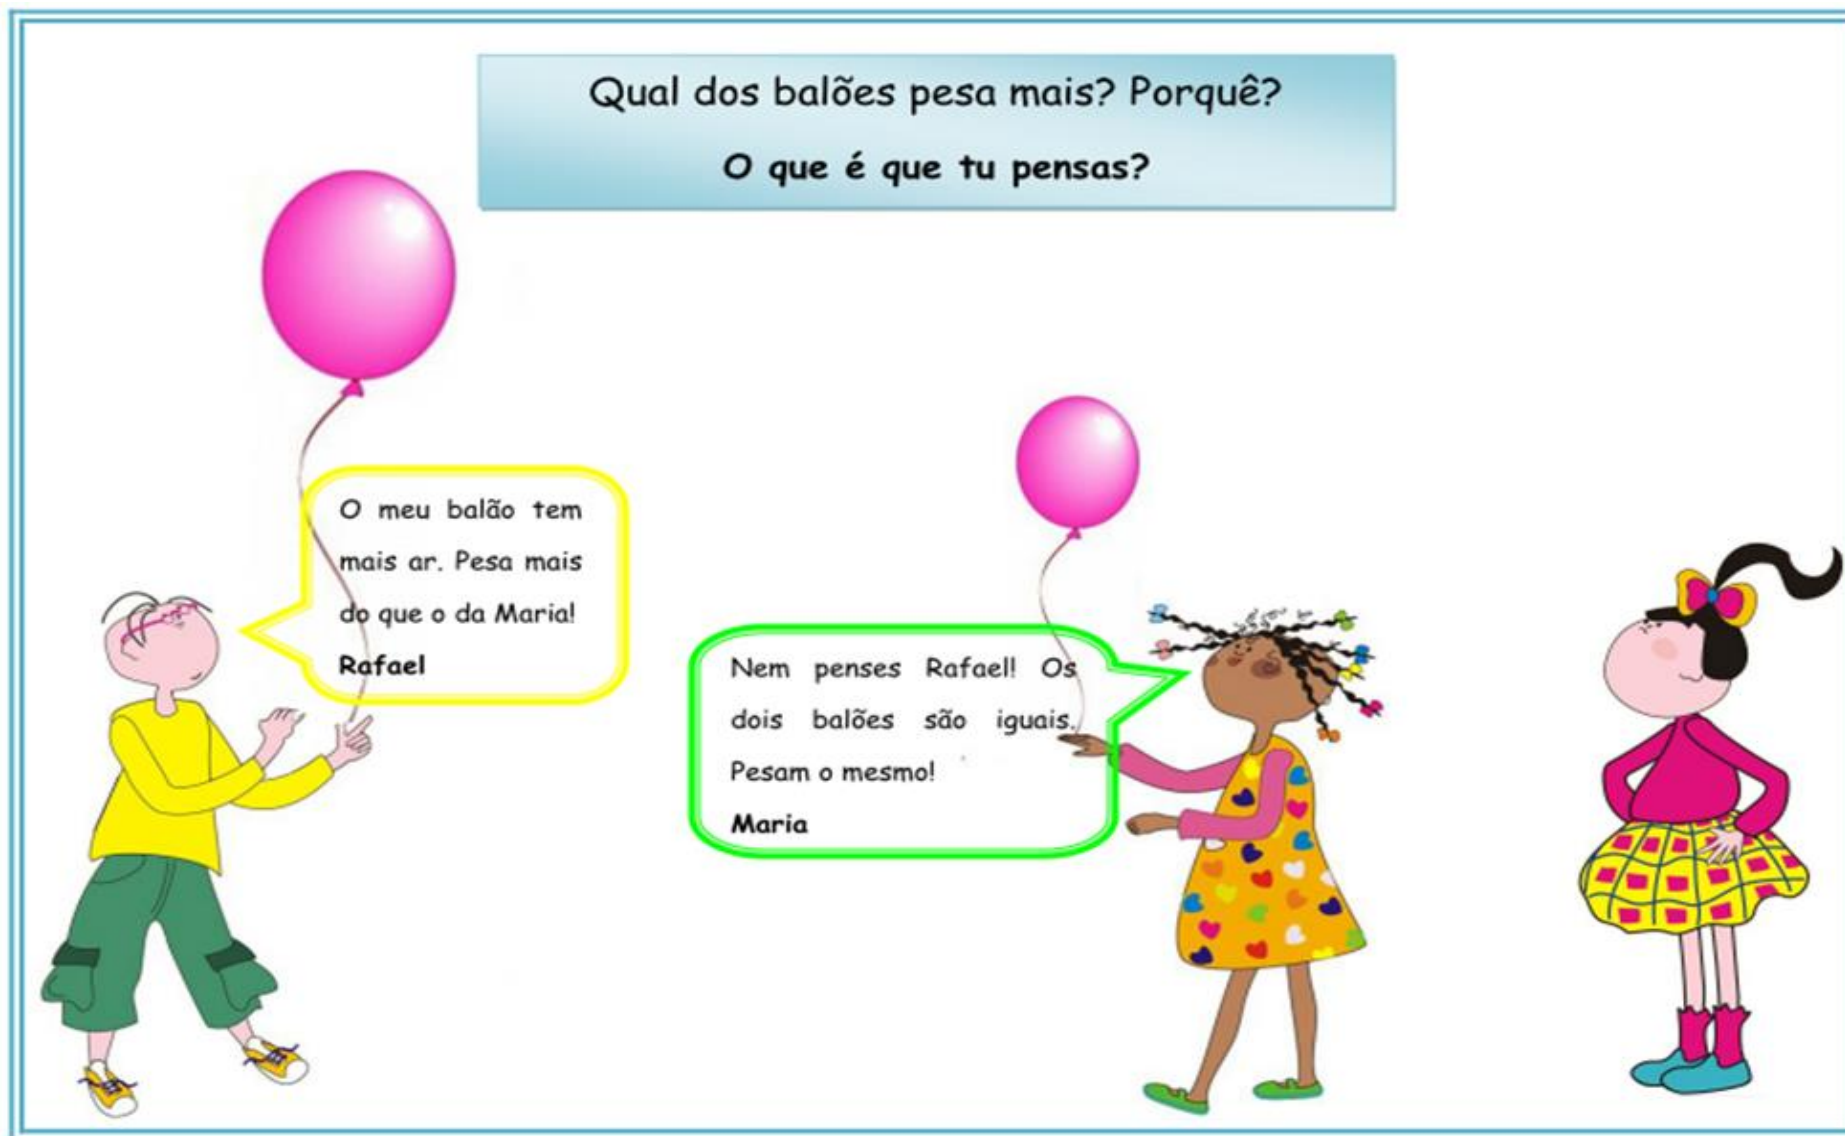 Qual dos balões pesa mais? Porquê?
O que é que tu pensas?
O meu balão tem
mais ar. Pesa mais
do que o da Maria!
Rafael
Nem penses Rafael! Os
dois balões são iguais.
Pesam o mesmo!
Maria